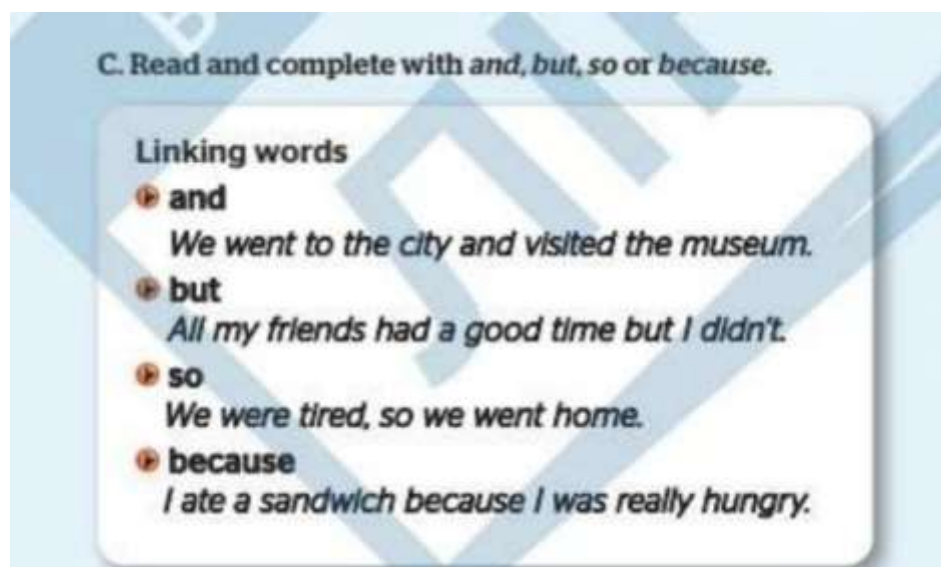 C. Read and complete with and, but, so or because.
Linking words
and
We went to the city and visited the museum.
but
All my friends had a good time but I didn't.
so
We were tired, so we went home.
because
I ate a sandwich because I was really hungry.